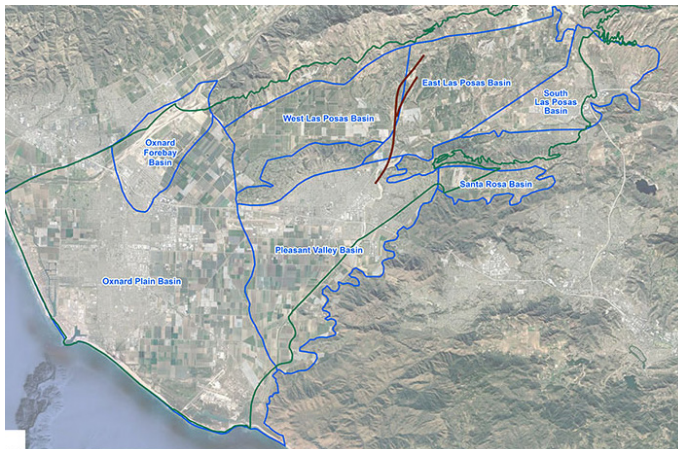 East Las Posas Basin
South
Las Posas
Basin
West Las Posas Basin
Oxnard
Forebay
Basin
Santa Rosa Basin
Pleasant Valley Basin
Oxnard Plain Basin